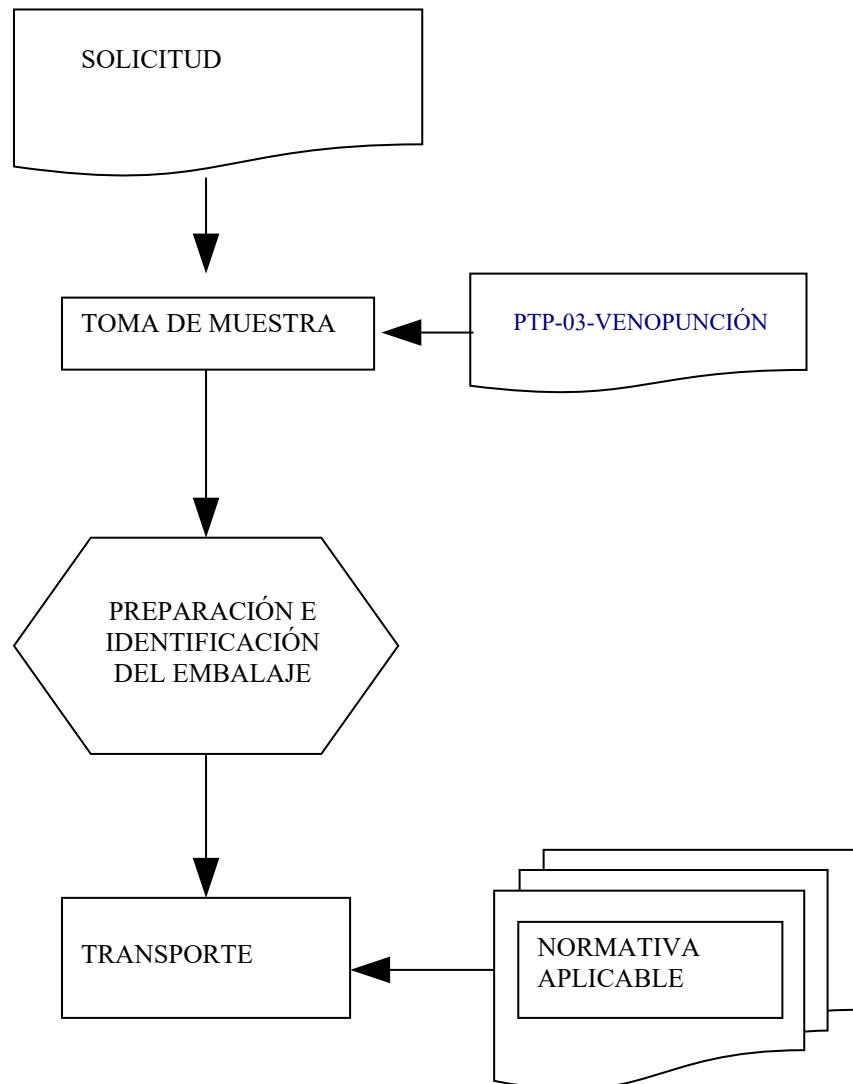 SOLICITUD
TOMA DE MUESTRA
PTP-03-VENOPUNCIÓN
PREPARACIÓN E
IDENTIFICACIÓN
DEL EMBALAJE
TRANSPORTE
NORMATIVA
APLICABLE